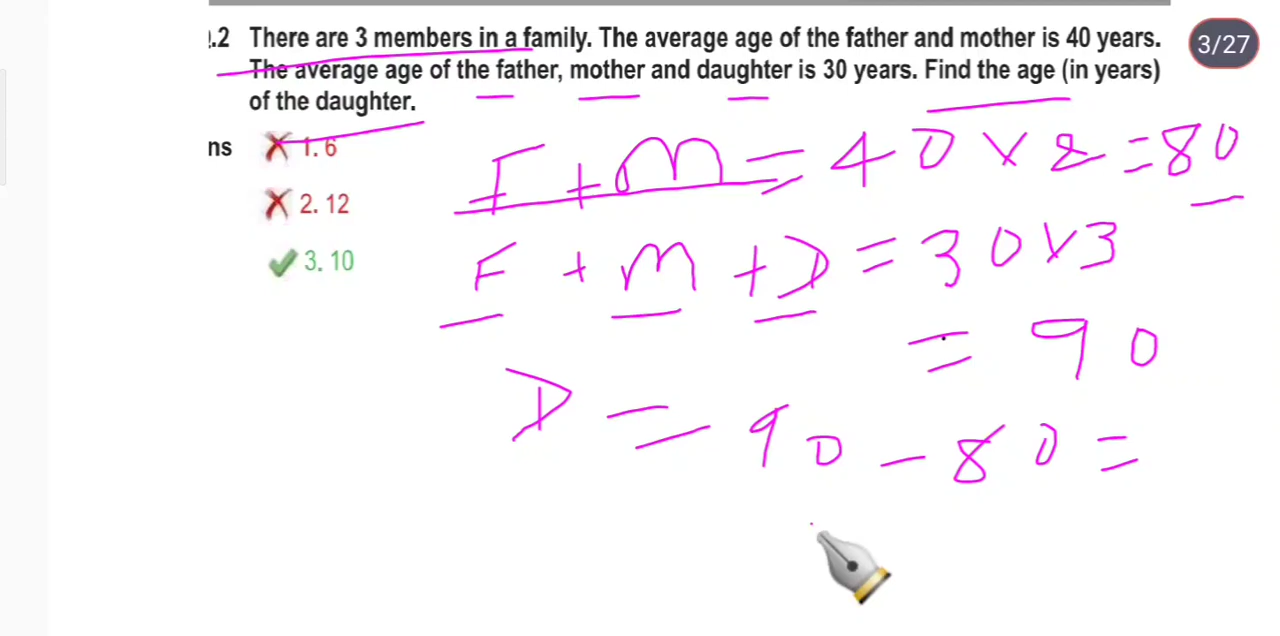 .2 There are 3 members in a family. The average age of the father and mother is 40 years.
3/27
The average age of the father, mother and daughter is 30 years. Find the age (in years)
of the daughter.
ns 1. 6
2. 12
3. 10
F + M = 40 × 2 = 80
F + m + D = 30 × 3
= 90
D = 90 - 80 =